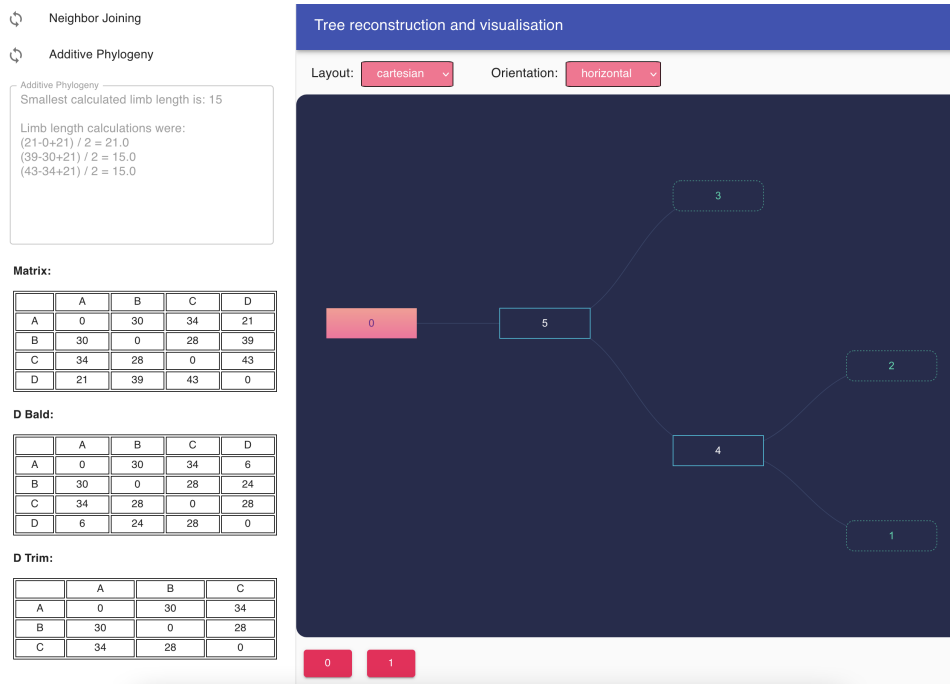 Neighbor Joining
Additive Phylogeny
Additive Phylogeny
Smallest calculated limb length is: 15
Limb length calculations were:
(21-0+21) / 2 = 21.0
(39-30+21) / 2 = 15.0
(43-34+21) / 2 = 15.0
Matrix:
A B C D
A 0 30 34 21
B 30 0 28 39
C 34 28 0 43
D 21 39 43 0
D Bald:
A B C D
A 0 30 34 6
B 30 0 28 24
C 34 28 0 28
D 6 24 28 0
D Trim:
A B C
A 0 30 34
B 30 0 28
C 34 28 0
Tree reconstruction and visualisation
Layout: cartesian Orientation: horizontal
3
0 5
2
4
1
0 1